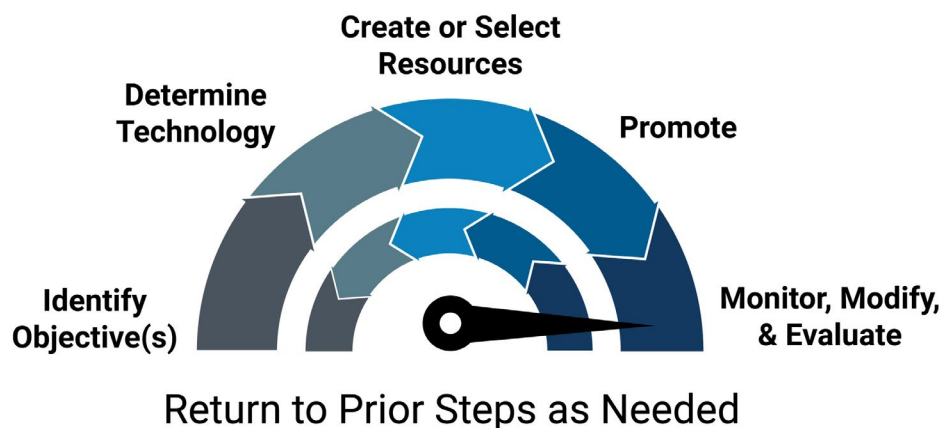 Identify
Objective(s)
Determine
Technology
Create or Select
Resources
Promote
Monitor, Modify,
& Evaluate
Return to Prior Steps as Needed